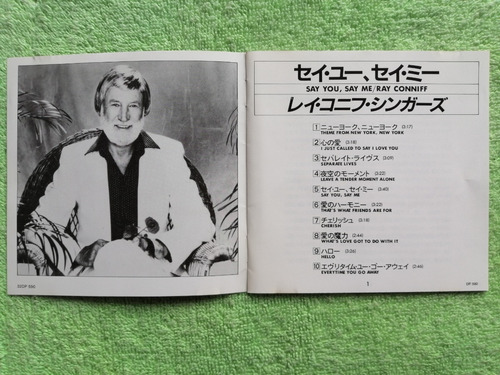 セイ・ユー、セイ・ミー
SAY YOU, SAY ME/RAY CONNIFF
レイ・コニフ・シンガーズ
1 ニューヨーク、ニューヨーク (3:17)
THEME FROM NEW YORK, NEW YORK
2 心の愛 (3:18)
I JUST CALLED TO SAY I LOVE YOU
3 セパレイト・ライヴス (3:09)
SEPARATE LIVES
4 夜空のモーメント (3:22)
LEAVE A TENDER MOMENT ALONE
5 セイ・ユー、セイ・ミー (3:40)
SAY YOU, SAY ME
6 愛のハーモニー (3:22)
THAT'S WHAT FRIENDS ARE FOR
7 チェリッシュ (3:18)
CHERISH
8 愛の魔力 (2:44)
WHAT'S LOVE GOT TO DO WITH IT
9 ハロー (3:26)
HELLO
10 エヴリタイム・ユー・ゴー・アウェイ (2:46)
EVERYTIME YOU GO AWAY
1